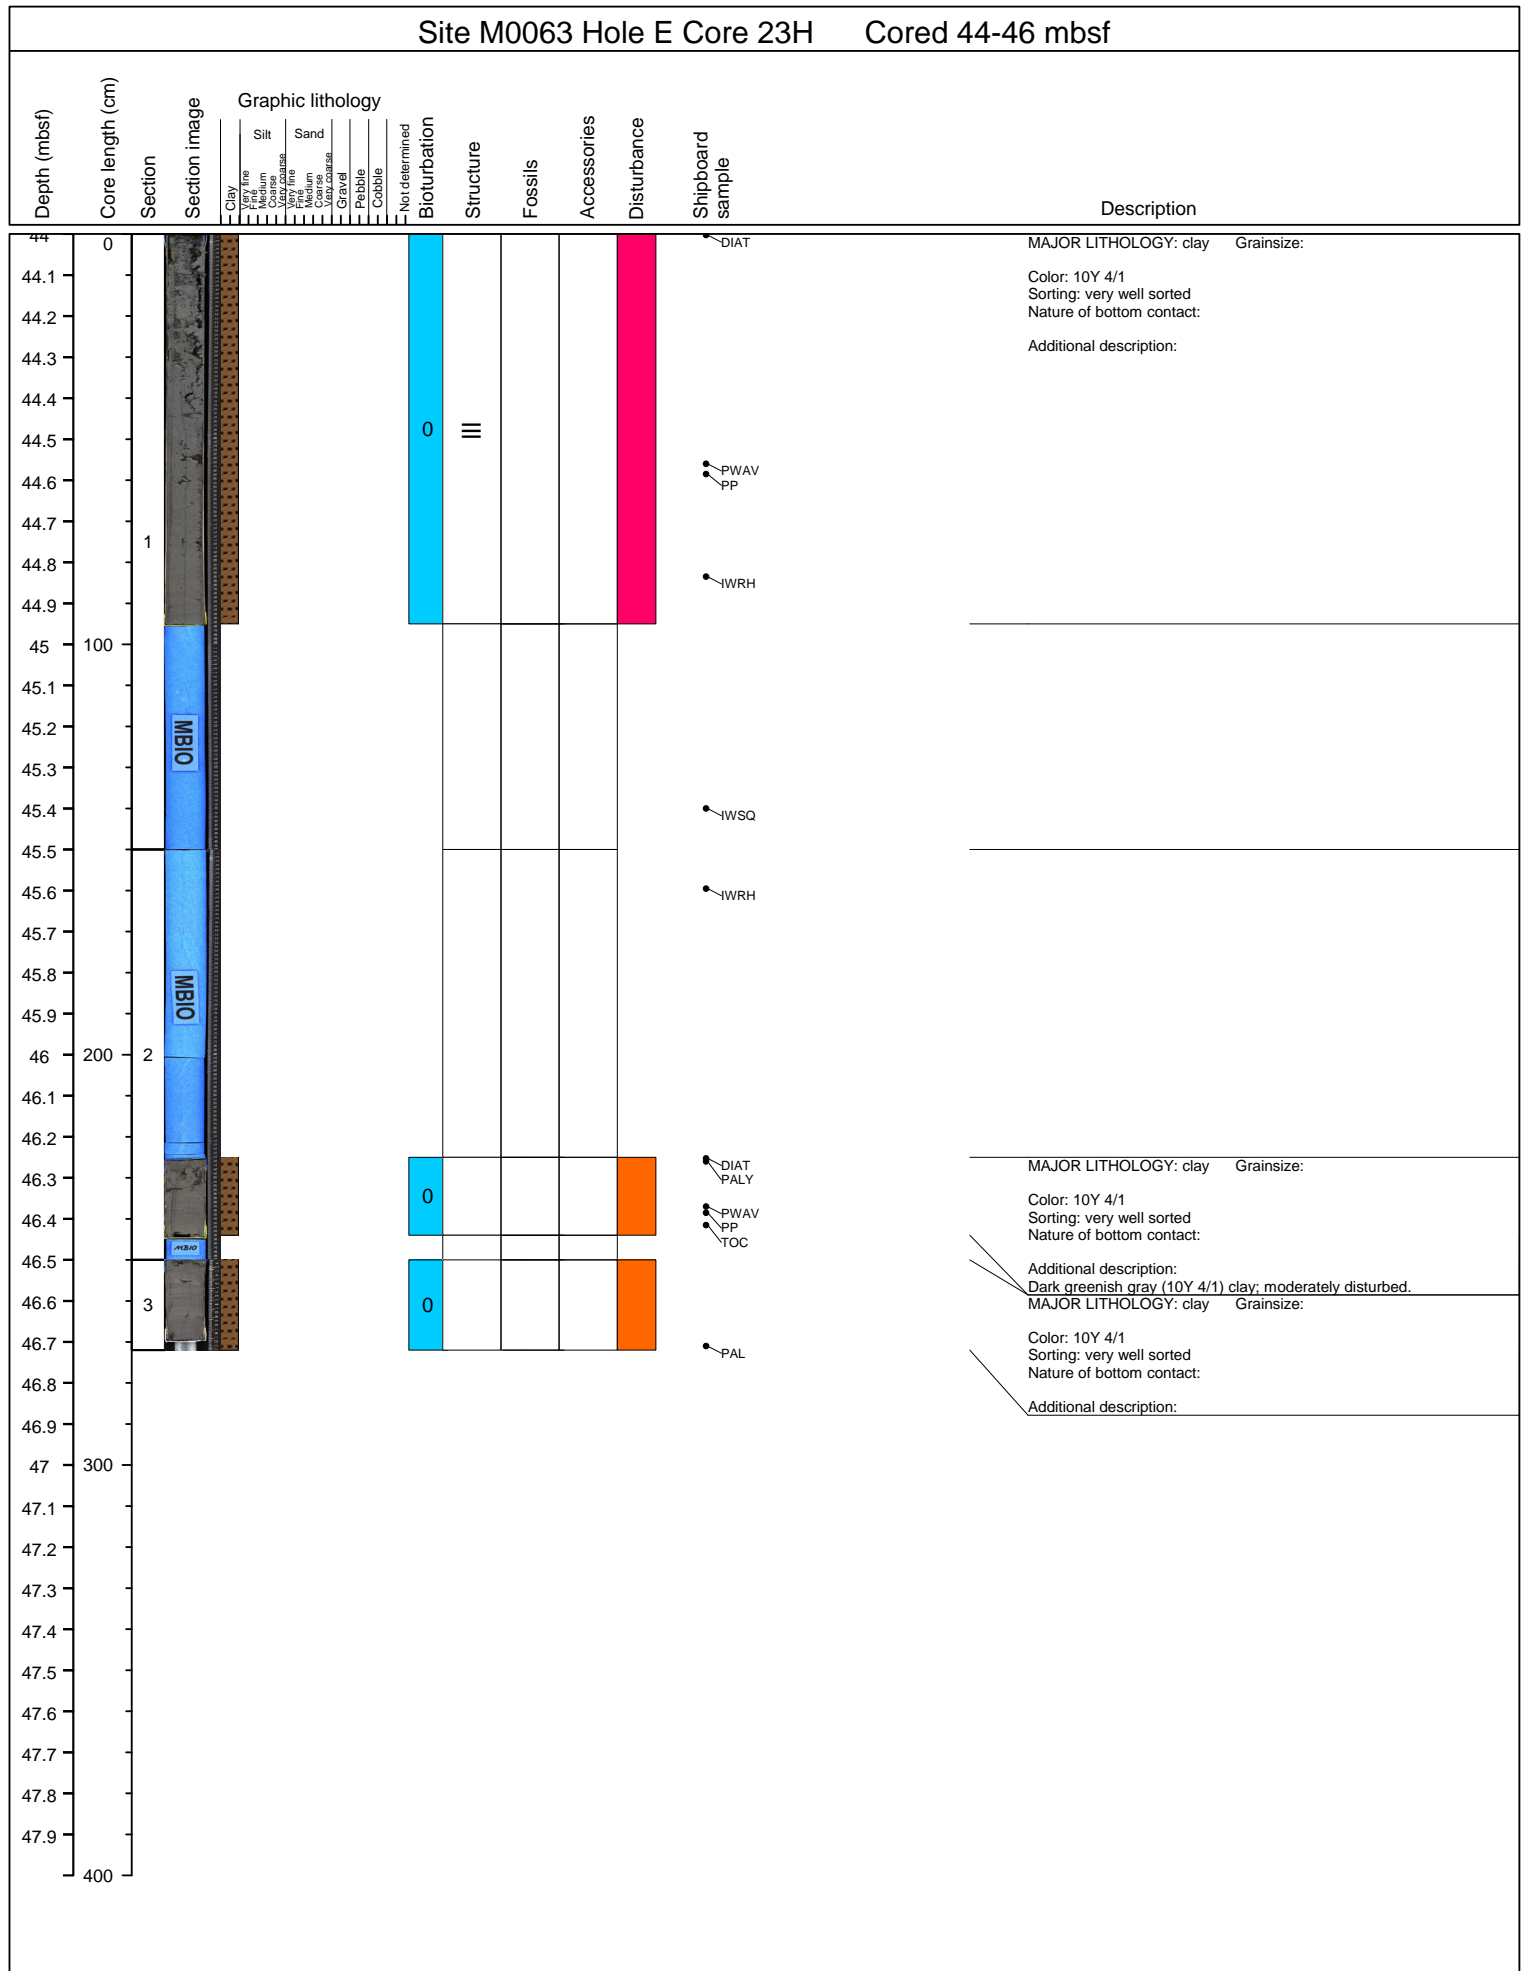 Site M0063 Hole E Core 23H Cored 44-46 mbsf
Depth (mbsf)
Core length (cm)
Section
Section image
Graphic lithology
Clay
Silt
Very fine
Fine
Medium
Coarse
Very coarse
Sand
Very fine
Fine
Medium
Coarse
Very coarse
Gravel
Pebble
Cobble
Not determined
Bioturbation
Structure
Fossils
Accessories
Disturbance
Shipboard
sample
Description
44
44.1
44.2
44.3
44.4
44.5
44.6
44.7
44.8
44.9
45
45.1
45.2
45.3
45.4
45.5
45.6
45.7
45.8
45.9
46
46.1
46.2
46.3
46.4
46.5
46.6
46.7
46.8
46.9
47
47.1
47.2
47.3
47.4
47.5
47.6
47.7
47.8
47.9
0
100
200
300
400
1
2
3
MBIO
MBIO
MBIO
0
0
0
DIAT
PWAV
PP
IWRH
IWSQ
IWRH
DIAT
PALY
PWAV
PP
TOC
PAL
MAJOR LITHOLOGY: clay Grainsize:
Color: 10Y 4/1
Sorting: very well sorted
Nature of bottom contact:
Additional description:
MAJOR LITHOLOGY: clay Grainsize:
Color: 10Y 4/1
Sorting: very well sorted
Nature of bottom contact:
Additional description:
Dark greenish gray (10Y 4/1) clay; moderately disturbed.
MAJOR LITHOLOGY: clay Grainsize:
Color: 10Y 4/1
Sorting: very well sorted
Nature of bottom contact:
Additional description: